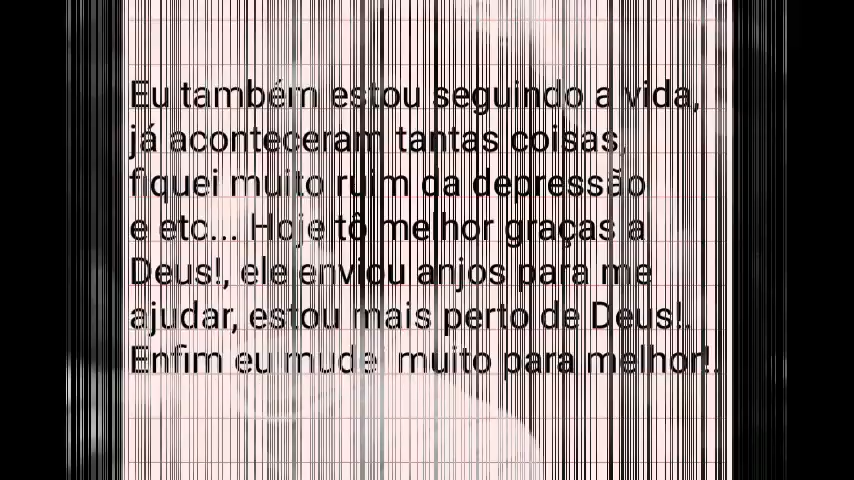 Eu também estou seguindo a vida,
já aconteceram tantas coisas,
fiquei muito ruim da depressão
e etc... Hoje tô melhor graças a
Deus!, ele enviou anjos para me
ajudar, estou mais perto de Deus!.
Enfim eu mudei muito para melhor!.